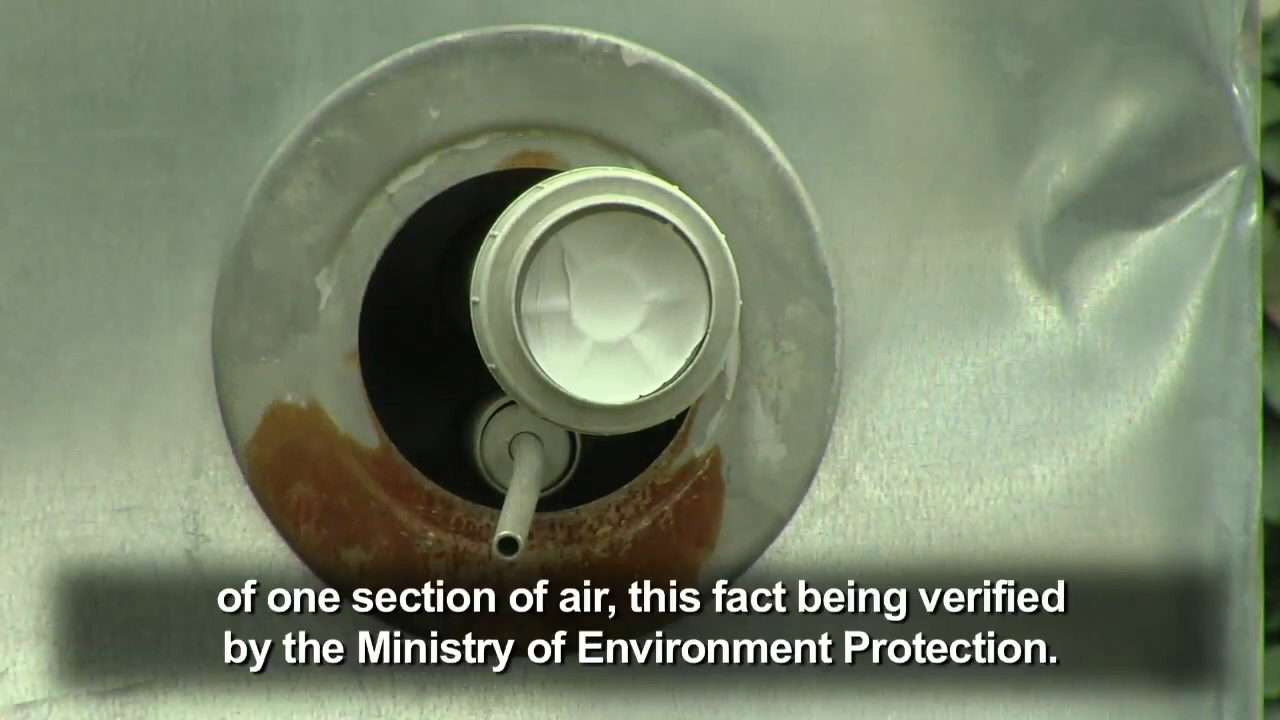 of one section of air, this fact being verified
by the Ministry of Environment Protection.